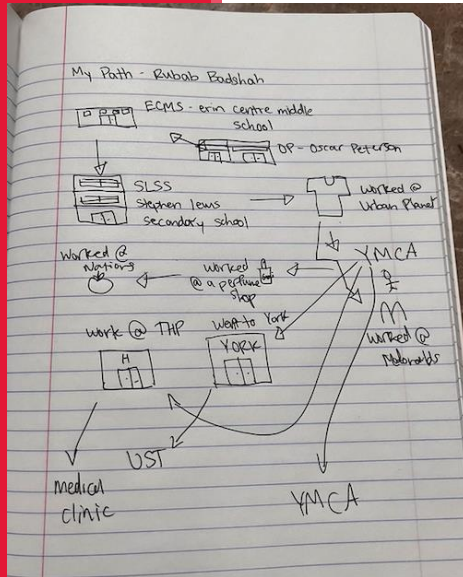 My Path - Rubab Badshah
ECMS - erin centre middle
school
OP - Oscar Peterson
SLSS
Stephen lewis
secondary school
worked @
Urban Planet
YMCA
worked
@ a perfume
shop
Worked @
Nations
M
worked @
Mcdonalds
Went to York
YORK
work @ THP
H
UST
Medical
clinic
YMCA